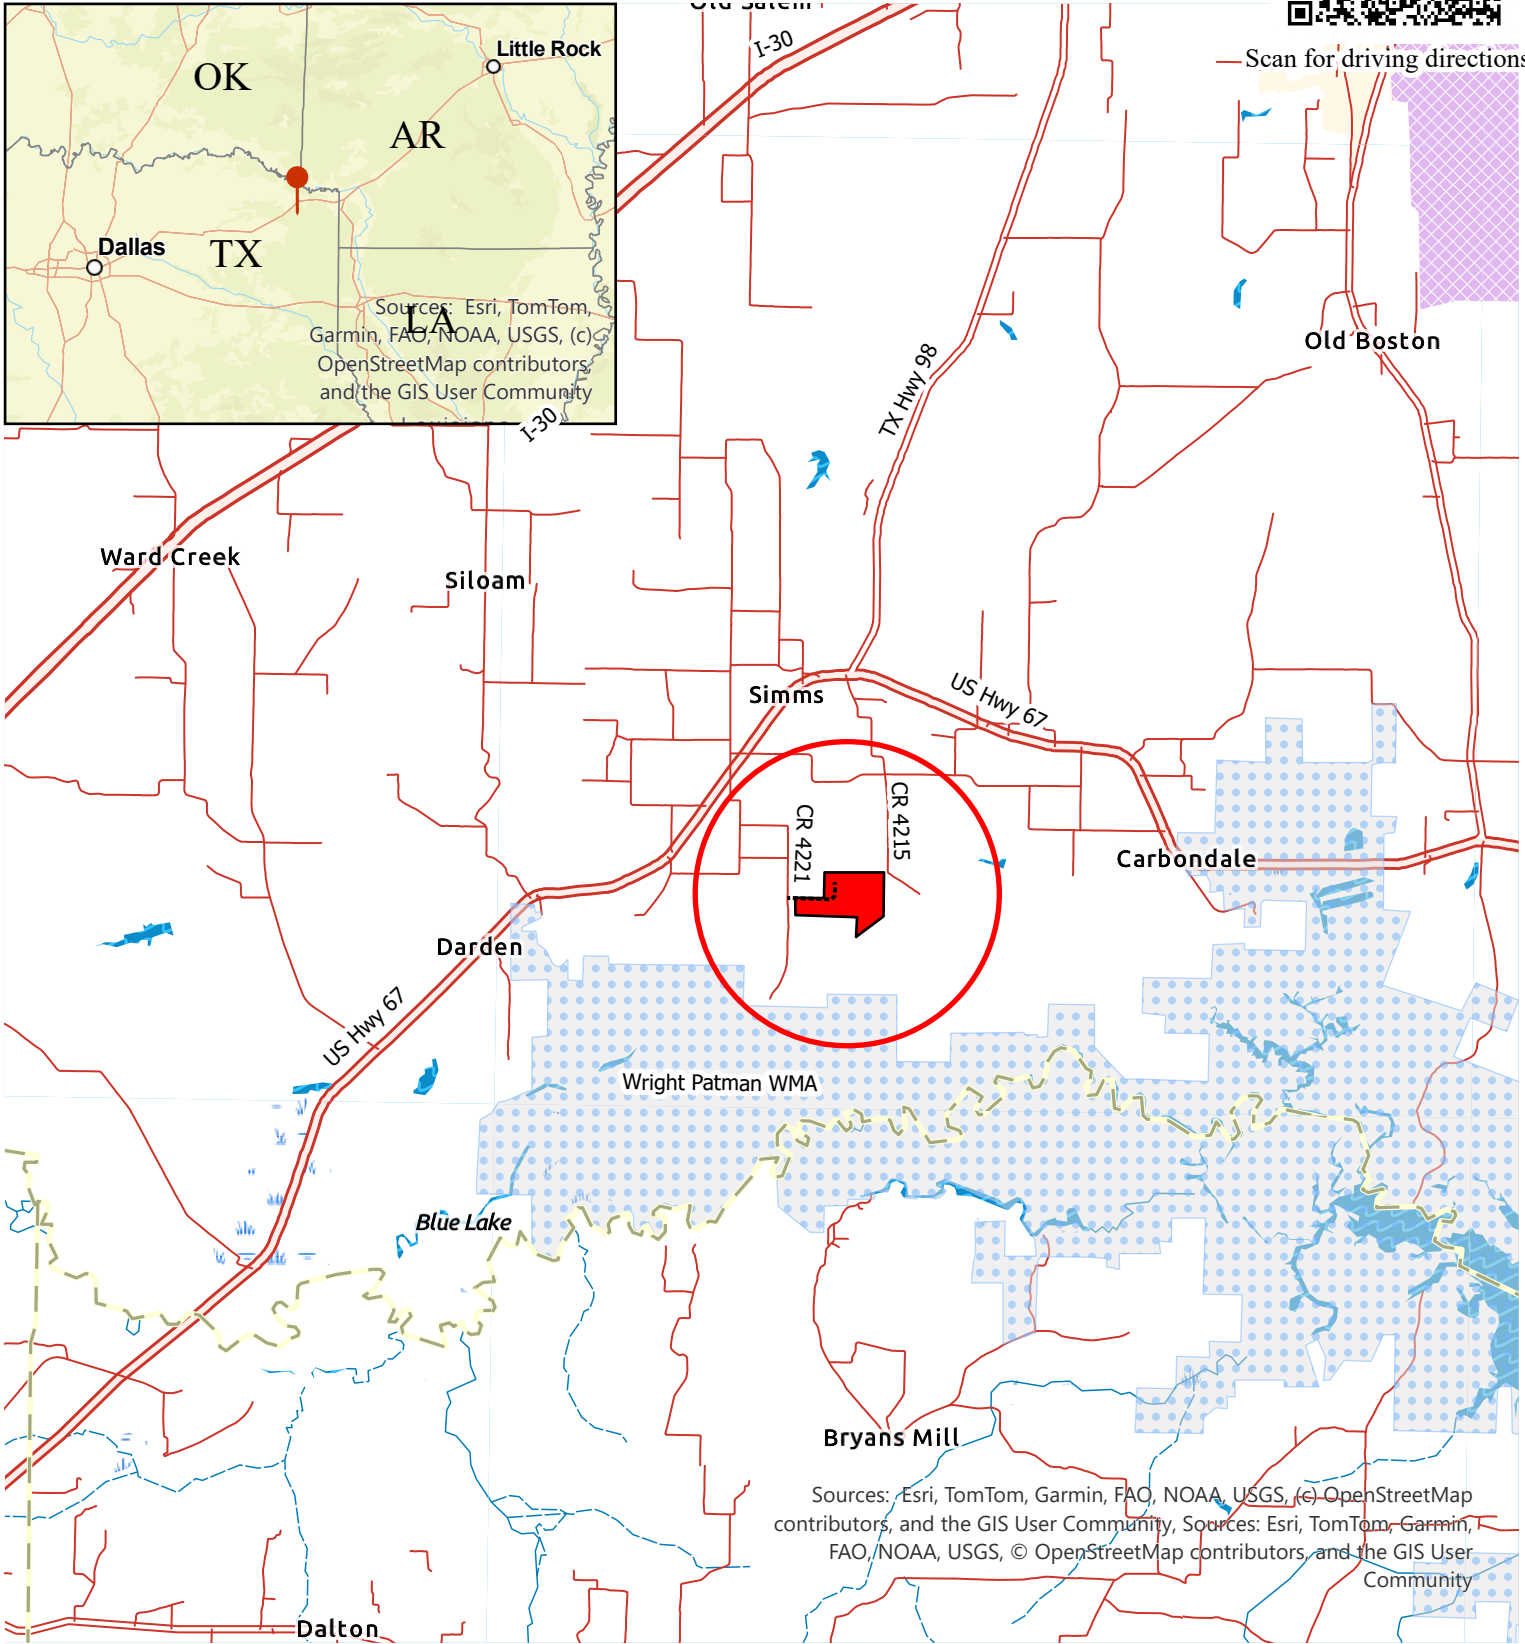 Old Salem
I-30
Scan for driving directions
Little Rock
OK
AR
Dallas
TX
LA
Sources: Esri, TomTom,
Garmin, FAO, NOAA, USGS, (c)
OpenStreetMap contributors,
and the GIS User Community
I-30
Old Boston
TX Hwy 98
Ward Creek
Siloam
Simms
US Hwy 67
CR 4221
CR 4215
Carbondale
Darden
US Hwy 67
Wright Patman WMA
Blue Lake
Bryans Mill
Sources: Esri, TomTom, Garmin, FAO, NOAA, USGS, (c) OpenStreetMap
contributors, and the GIS User Community, Sources: Esri, TomTom, Garmin,
FAO, NOAA, USGS, © OpenStreetMap contributors, and the GIS User
Community
Dalton